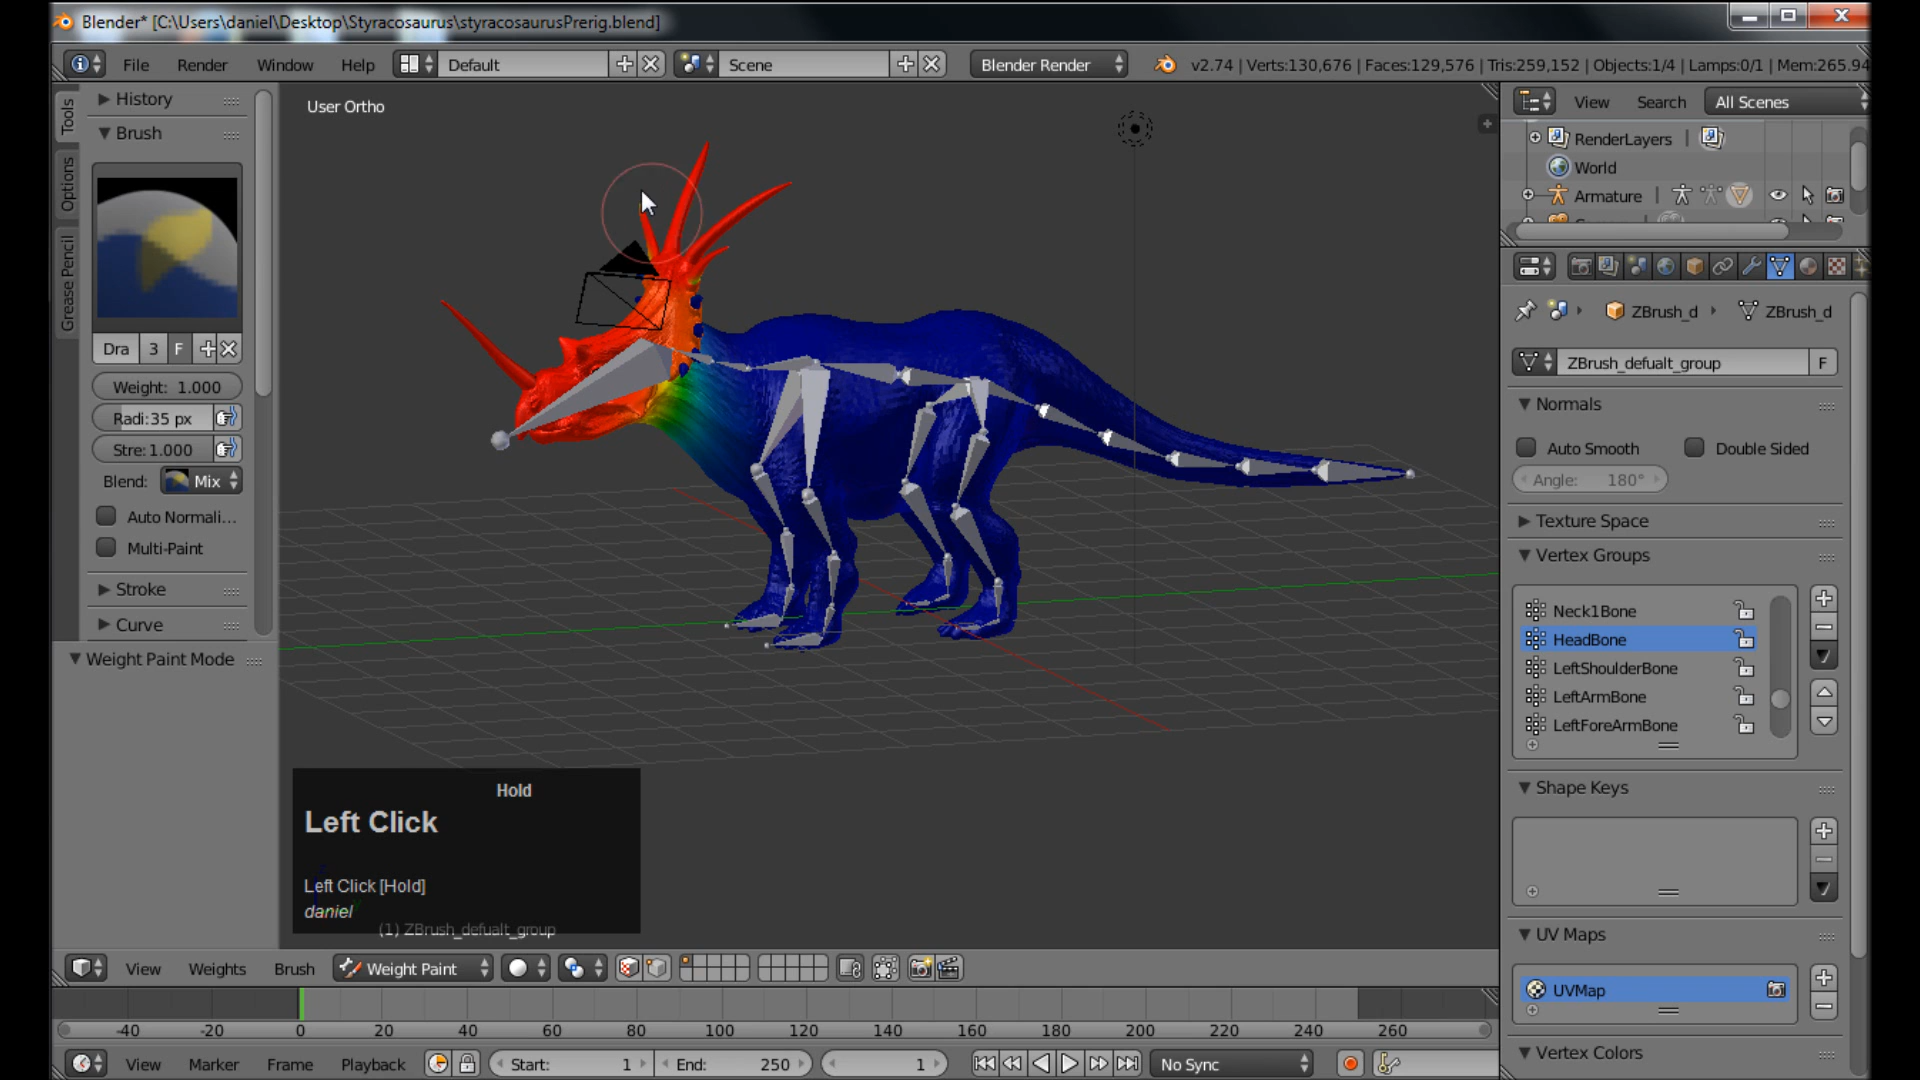 Blender* [C:\Users\daniel\Desktop\Styracosaurus\styracosaurusPrerig.blend]
File Render Window Help Default Scene Blender Render v2.74 | Verts:130,676 | Faces:129,576 | Tris:259,152 | Objects:1/4 | Lamps:0/1 | Mem:265.94
Tools
Options
Grease Pencil
History
Brush
Dra 3 F
Weight: 1.000
Radi:35 px
Stre: 1.000
Blend: Mix
Auto Normali...
Multi-Paint
Stroke
Curve
Weight Paint Mode
User Ortho
Hold
Left Click
Left Click [Hold]
daniel
(1) ZBrush_defualt_group
View Search All Scenes
RenderLayers |
World
Armature |
ZBrush_d ZBrush_d
ZBrush_defualt_group F
Normals
Auto Smooth Double Sided
Angle: 180°
Texture Space
Vertex Groups
Neck1Bone
HeadBone
LeftShoulderBone
LeftArmBone
LeftForeArmBone
Shape Keys
UV Maps
UVMap
Vertex Colors
View Weights Brush Weight Paint
-40 -20 0 20 40 60 80 100 120 140 160 180 200 220 240 260
View Marker Frame Playback Start: 1 End: 250 1 No Sync